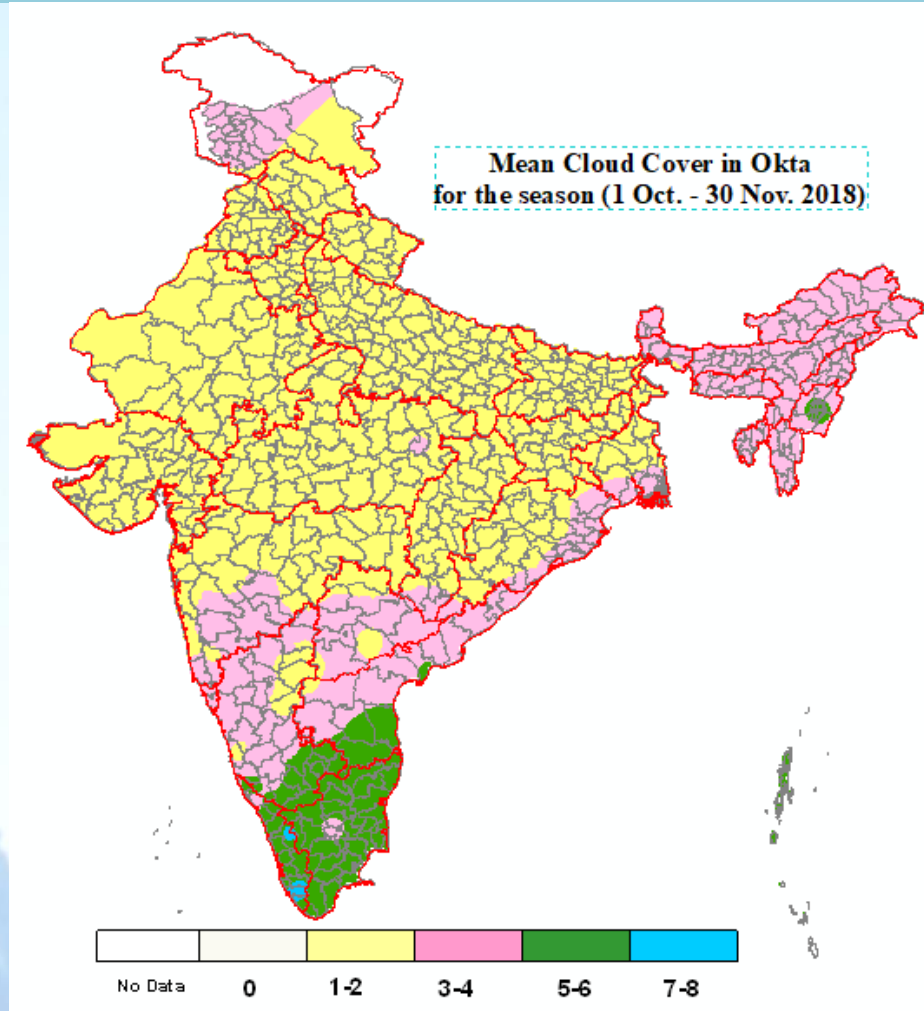 Mean Cloud Cover in Okta
for the season (1 Oct. - 30 Nov. 2018)
No Data 0 1-2 3-4 5-6 7-8